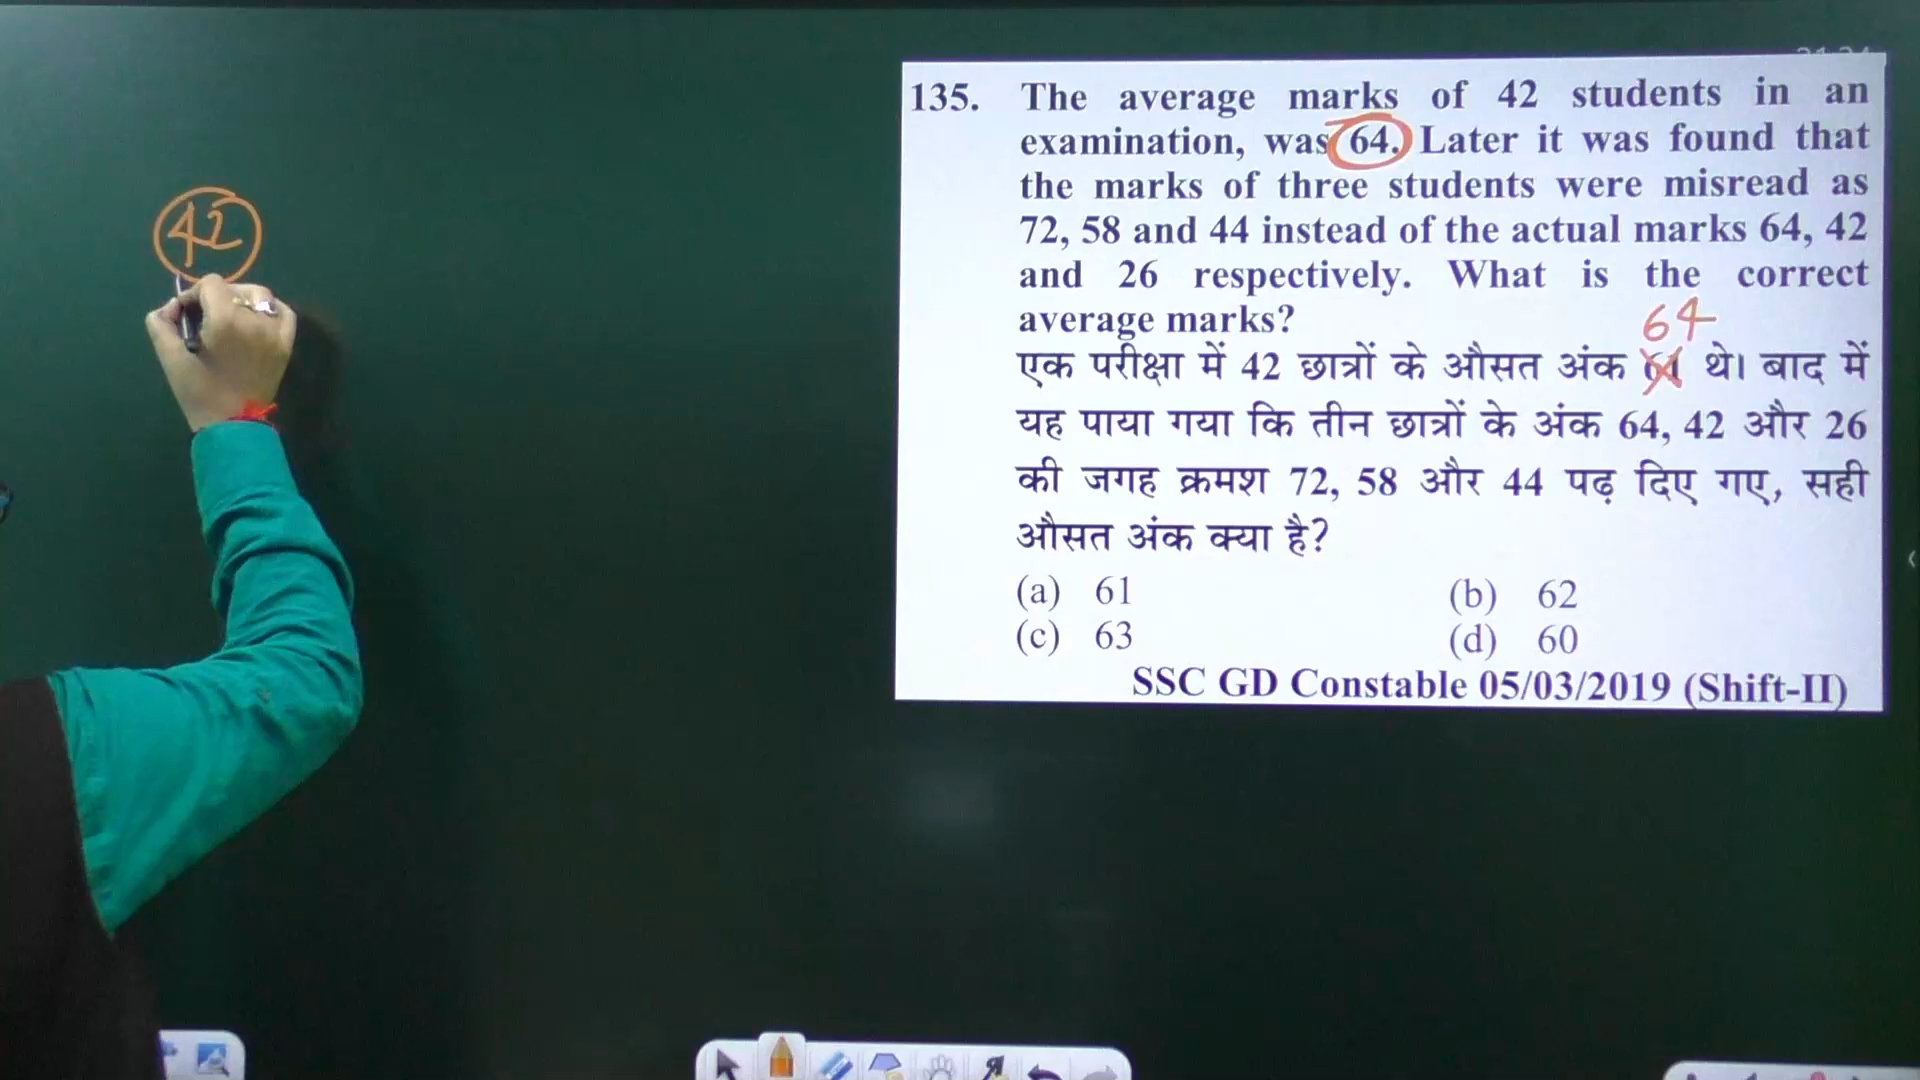 42
135. The average marks of 42 students in an
examination, was 64. Later it was found that
the marks of three students were misread as
72, 58 and 44 instead of the actual marks 64, 42
and 26 respectively. What is the correct
average marks?
64
एक परीक्षा में 42 छात्रों के औसत अंक 61 थे। बाद में
यह पाया गया कि तीन छात्रों के अंक 64, 42 और 26
की जगह क्रमश 72, 58 और 44 पढ़ दिए गए, सही
औसत अंक क्या है?
(a) 61 (b) 62
(c) 63 (d) 60
SSC GD Constable 05/03/2019 (Shift-II)